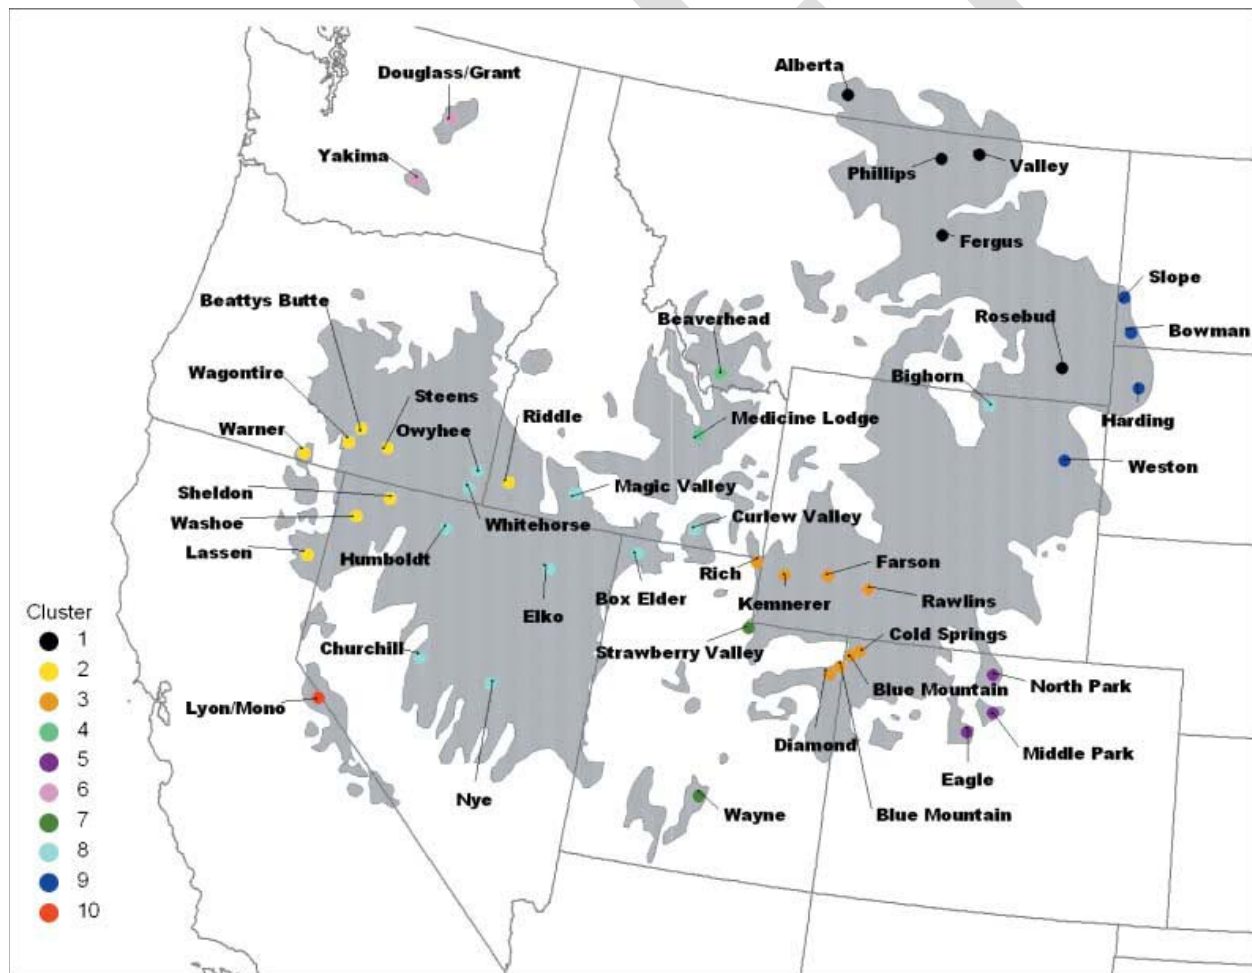 Alberta
Douglass/Grant
Yakima
Phillips
Valley
Fergus
Slope
Beattys Butte
Beaverhead
Rosebud
Bowman
Wagontire
Steens
Bighorn
Warner
Owyhee
Riddle
Medicine Lodge
Harding
Weston
Sheldon
Magic Valley
Washoe
Whitehorse
Curlew Valley
Lassen
Humboldt
Rich
Farson
Box Elder
Kemnerer
Rawlins
Elko
Cold Springs
Churchill
Strawberry Valley
Blue Mountain
North Park
Lyon/Mono
Diamond
Middle Park
Eagle
Nye
Wayne
Blue Mountain
Cluster
1
2
3
4
5
6
7
8
9
10